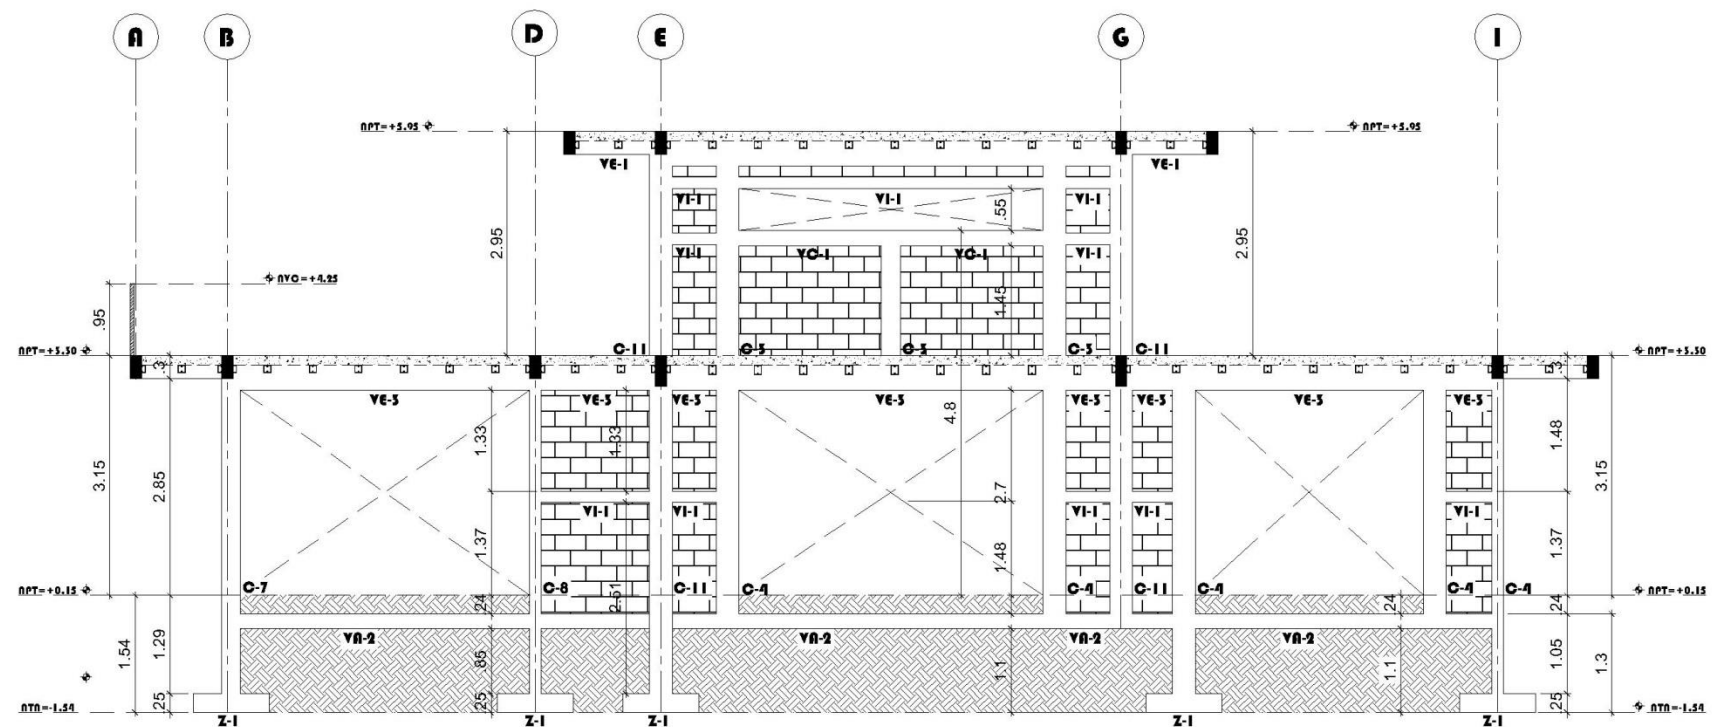 A
B
D
E
G
I
NPT=+5.95
NPT=+5.95
VE-1
VE-1
VI-1
VI-1
VI-1
.55
2.95
2.95
VI-1
VC-1
VC-1
VI-1
NVC=+4.25
1.45
.95
NPT=+3.30
C-11
C-3
C-3
C-3
C-11
NPT=+3.30
.3
.3
VE-3
VE-3
VE-3
VE-3
VE-3
VE-3
VE-3
VE-3
4.8
1.33
1.33
1.48
3.15
2.85
2.7
3.15
VI-1
VI-1
VI-1
VI-1
VI-1
1.37
1.48
1.37
NPT=+0.15
C-7
C-8
2.51
C-11
C-4
C-4
C-11
C-4
C-4
C-4
NPT=+0.15
.24
.24
.24
VA-2
VA-2
VA-2
VA-2
1.54
1.29
.85
1.1
1.1
1.05
1.3
NTN=-1.54
.25
.25
.25
NTN=-1.54
Z-1
Z-1
Z-1
Z-1
Z-1